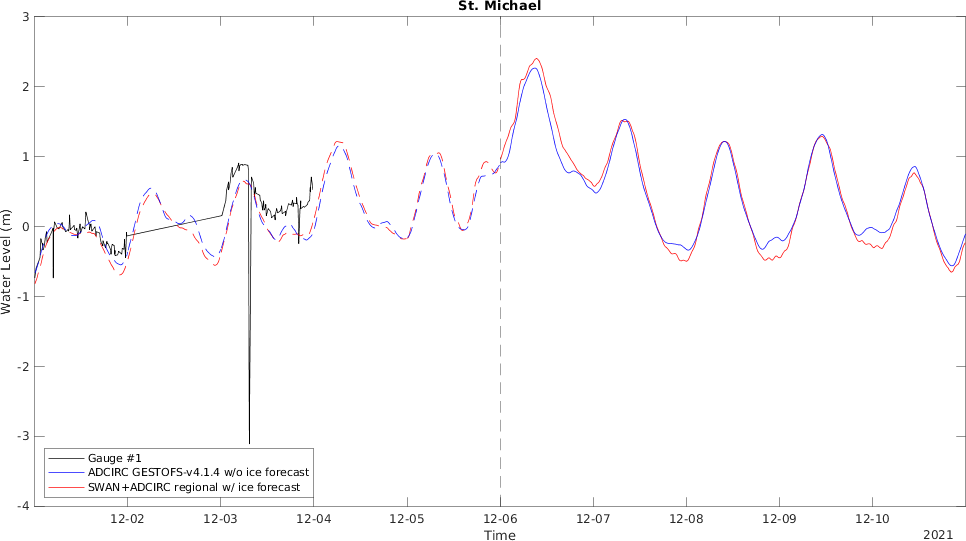 St. Michael
3
2
1
0
-1
-2
-3
-4
Water Level (m)
Gauge #1
ADCIRC GESTOFS-v4.1.4 w/o ice forecast
SWAN+ADCIRC regional w/ ice forecast
12-02 12-03 12-04 12-05 12-06 12-07 12-08 12-09 12-10
Time
2021